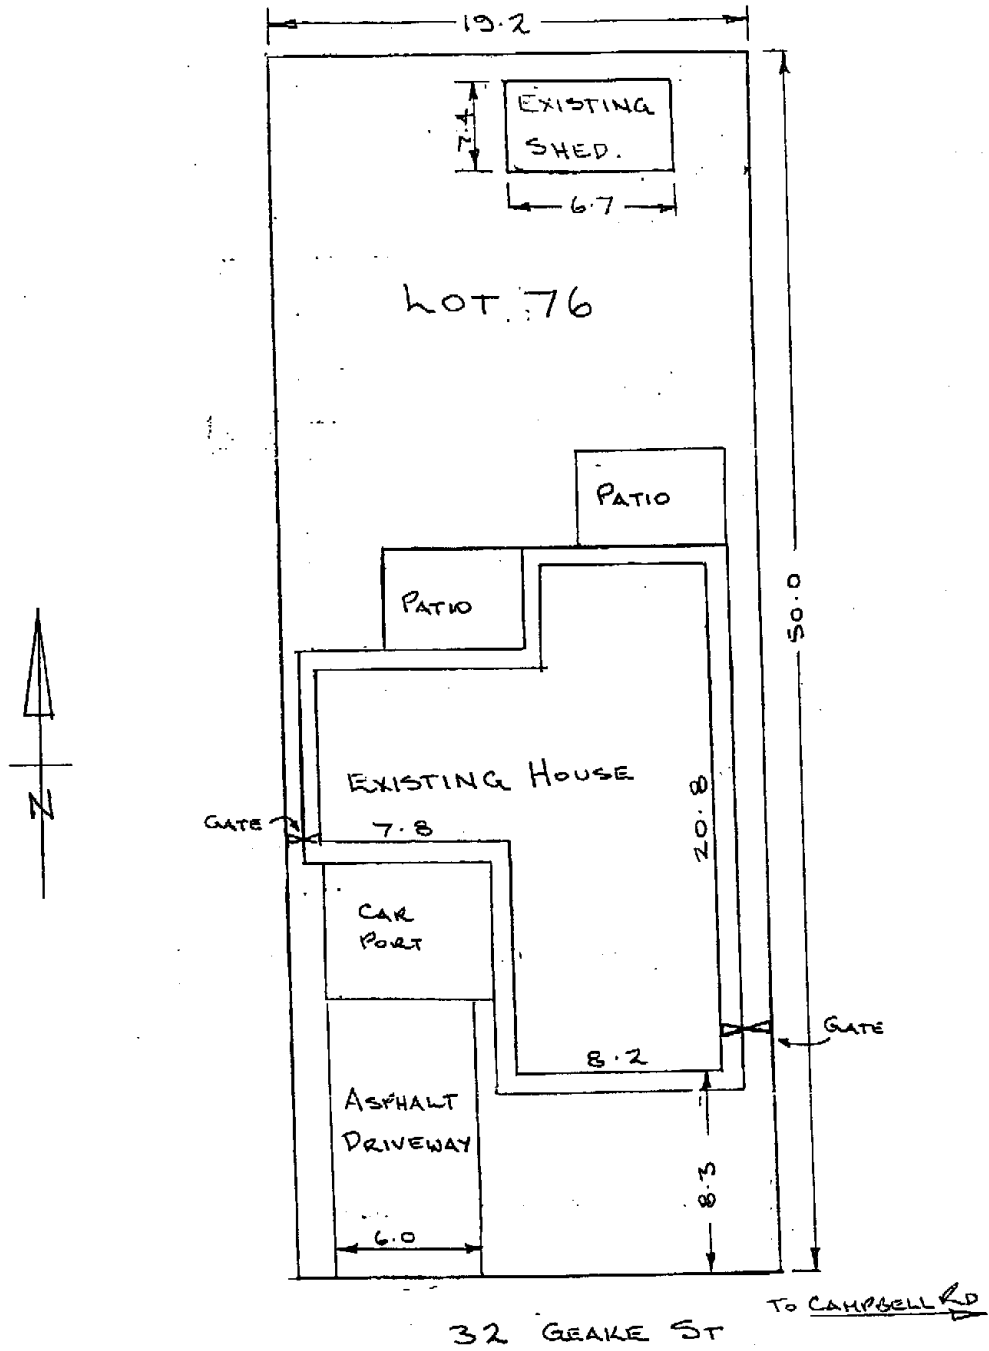 19.2
EXISTING
SHED.
7.4
6.7
LOT 76
PATIO
PATIO
50.0
N
EXISTING HOUSE
GATE
7.8
20.8
CAR
PORT
GATE
8.2
ASPHALT
DRIVEWAY
8.3
6.0
TO CAMPBELL RD
32 GEAKE ST